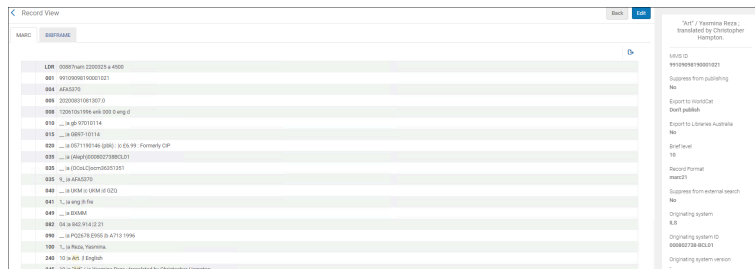 Record View
Back
Edit
MARC
BIBFRAME
LDR 00887nam 2200325 a 4500
001 99109098190001021
004 AFA5370
005 20200831081307.0
008 120610s1996 enk 000 0 eng d
010 __ |a gb 97010114
015 __ |a GB97-10114
020 __ |a 0571190146 (pbk) : |c £6.99 : Formerly CIP
035 __ |a (Aleph)000802738BCL01
035 __ |a (OCoLC)ocm36351351
035 9_ |a AFA5370
040 __ |a UKM |c UKM |d GZQ
041 1_ |a eng |h fre
049 __ |a BXMM
082 04 |a 842.914 |2 21
090 __ |a PQ2678.E955 |b A713 1996
100 1_ |a Reza, Yasmina.
240 10 |a Art. |l English
"Art" / Yasmina Reza ;
translated by Christopher
Hampton.
MMS ID
99109098190001021
Suppress from publishing
No
Export to WorldCat
Don't publish
Export to Libraries Australia
No
Brief level
10
Record Format
marc21
Suppress from external search
No
Originating system
ILS
Originating system ID
000802738-BCL01
Originating system version